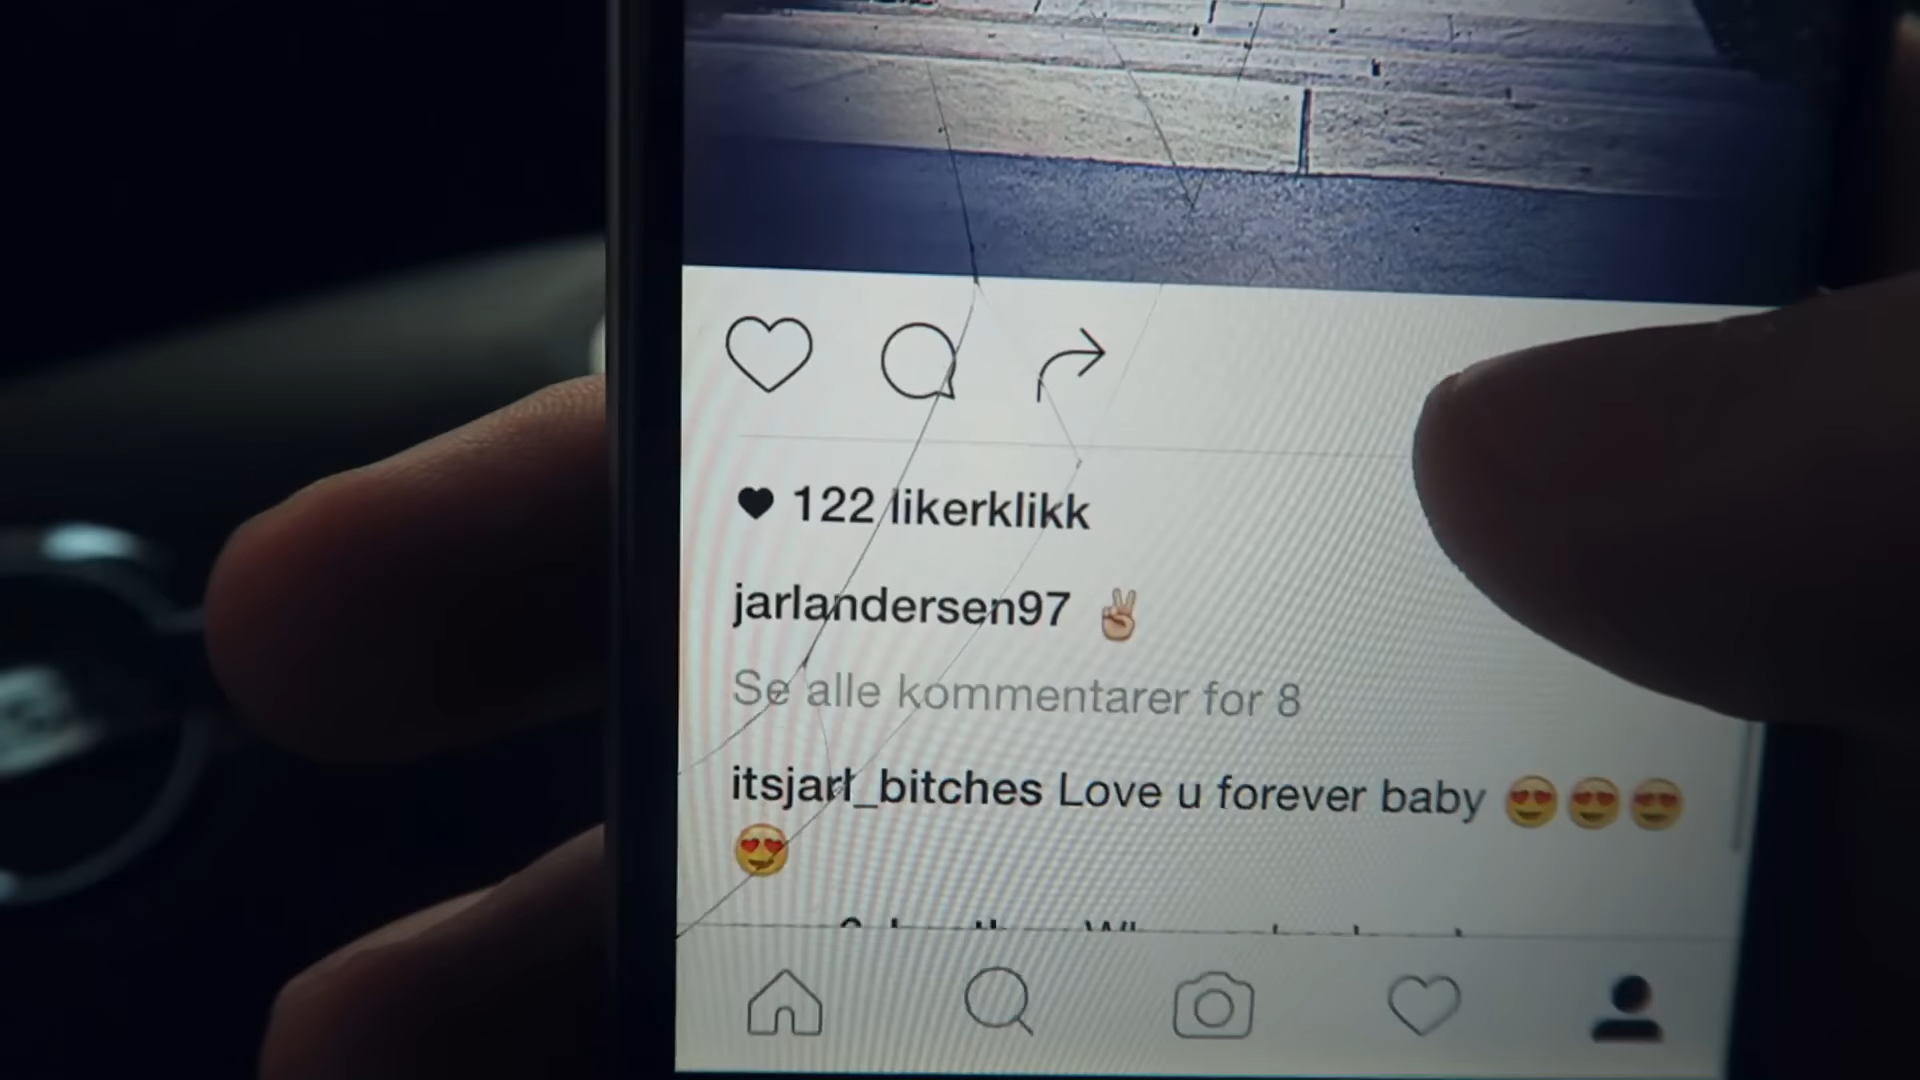 122 likerklikk
jarlandersen97 ✌🏼
Se alle kommentarer for 8
itsjarl_bitches Love u forever baby 😍😍😍
😍